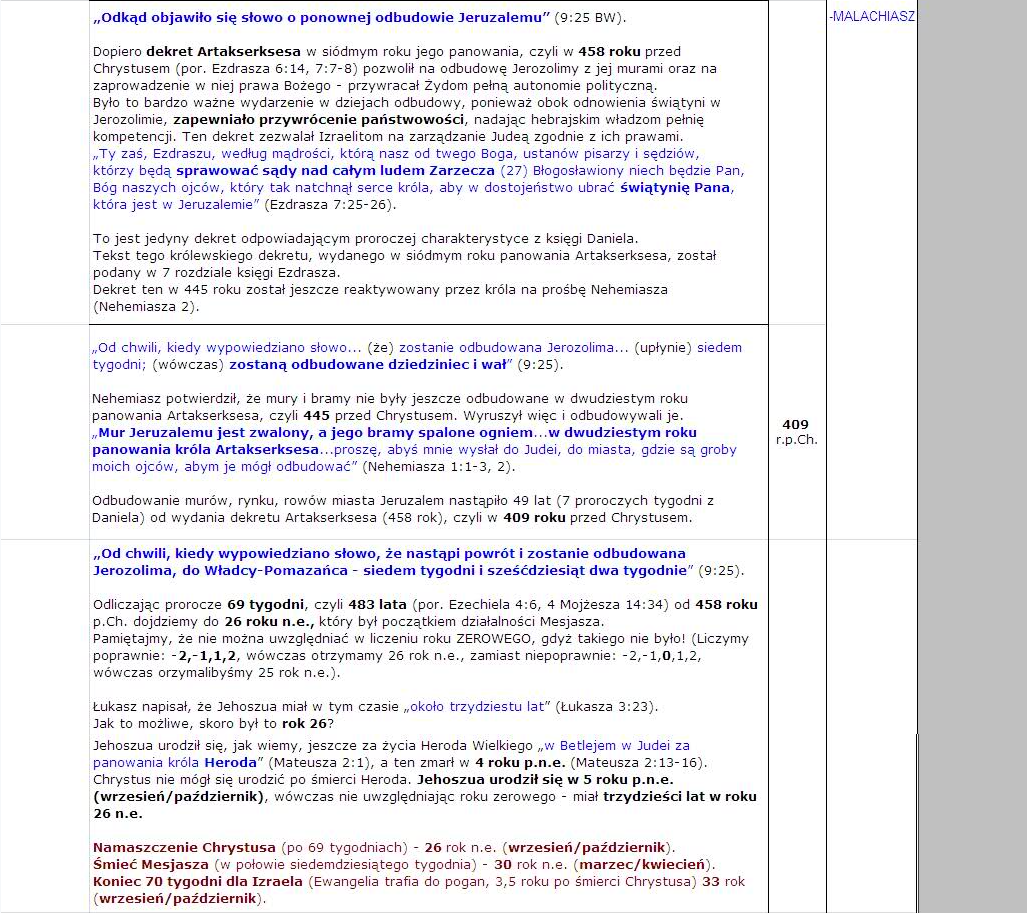 „Odkąd objawiło się słowo o ponownej odbudowie Jeruzalemu” (9:25 BW).
-MALACHIASZ
Dopiero dekret Artakserksesa w siódmym roku jego panowania, czyli w 458 roku przed
Chrystusem (por. Ezdrasza 6:14, 7:7-8) pozwolił na odbudowę Jerozolimy z jej murami oraz na
zaprowadzenie w niej prawa Bożego - przywracał Żydom pełną autonomie polityczną.
Było to bardzo ważne wydarzenie w dziejach odbudowy, ponieważ obok odnowienia świątyni w
Jerozolimie, zapewniało przywrócenie państwowości, nadając hebrajskim władzom pełnię
kompetencji. Ten dekret zezwalał Izraelitom na zarządzanie Judeą zgodnie z ich prawami.
„Ty zaś, Ezdraszu, według mądrości, którą nasz od twego Boga, ustanów pisarzy i sędziów,
którzy będą sprawować sądy nad całym ludem Zarzecza (27) Błogosławiony niech będzie Pan,
Bóg naszych ojców, który tak natchnął serce króla, aby w dostojeństwo ubrać świątynię Pana,
która jest w Jeruzalemie” (Ezdrasza 7:25-26).
To jest jedyny dekret odpowiadającym proroczej charakterystyce z księgi Daniela.
Tekst tego królewskiego dekretu, wydanego w siódmym roku panowania Artakserksesa, został
podany w 7 rozdziale księgi Ezdrasza.
Dekret ten w 445 roku został jeszcze reaktywowany przez króla na prośbę Nehemiasza
(Nehemiasza 2).
„Od chwili, kiedy wypowiedziano słowo... (że) zostanie odbudowana Jerozolima... (upłynie) siedem
tygodni; (wówczas) zostaną odbudowane dziedziniec i wał” (9:25).
Nehemiasz potwierdził, że mury i bramy nie były jeszcze odbudowane w dwudziestym roku
panowania Artakserksesa, czyli 445 przed Chrystusem. Wyruszył więc i odbudowywali je.
„Mur Jeruzalemu jest zwalony, a jego bramy spalone ogniem...w dwudziestym roku
panowania króla Artakserksesa...proszę, abyś mnie wysłał do Judei, do miasta, gdzie są groby
moich ojców, abym je mógł odbudować” (Nehemiasza 1:1-3, 2).
Odbudowanie murów, rynku, rowów miasta Jeruzalem nastąpiło 49 lat (7 proroczych tygodni z
Daniela) od wydania dekretu Artakserksesa (458 rok), czyli w 409 roku przed Chrystusem.
409
r.p.Ch.
„Od chwili, kiedy wypowiedziano słowo, że nastąpi powrót i zostanie odbudowana
Jerozolima, do Władcy-Pomazańca - siedem tygodni i sześćdziesiąt dwa tygodnie” (9:25).
Odliczając prorocze 69 tygodni, czyli 483 lata (por. Ezechiela 4:6, 4 Mojżesza 14:34) od 458 roku
p.Ch. dojdziemy do 26 roku n.e., który był początkiem działalności Mesjasza.
Pamiętajmy, że nie można uwzględniać w liczeniu roku ZEROWEGO, gdyż takiego nie było! (Liczymy
poprawnie: -2,-1,1,2, wówczas otrzymamy 26 rok n.e., zamiast niepoprawnie: -2,-1,0,1,2,
wówczas orzymalibyśmy 25 rok n.e.).
Łukasz napisał, że Jehoszua miał w tym czasie „około trzydziestu lat” (Łukasza 3:23).
Jak to możliwe, skoro był to rok 26?
Jehoszua urodził się, jak wiemy, jeszcze za życia Heroda Wielkiego „w Betlejem w Judei za
panowania króla Heroda” (Mateusza 2:1), a ten zmarł w 4 roku p.n.e. (Mateusza 2:13-16).
Chrystus nie mógł się urodzić po śmierci Heroda. Jehoszua urodził się w 5 roku p.n.e.
(wrzesień/październik), wówczas nie uwzględniając roku zerowego - miał trzydzieści lat w roku
26 n.e.
Namaszczenie Chrystusa (po 69 tygodniach) - 26 rok n.e. (wrzesień/październik).
Śmieć Mesjasza (w połowie siedemdziesiątego tygodnia) - 30 rok n.e. (marzec/kwiecień).
Koniec 70 tygodni dla Izraela (Ewangelia trafia do pogan, 3,5 roku po śmierci Chrystusa) 33 rok
(wrzesień/październik).